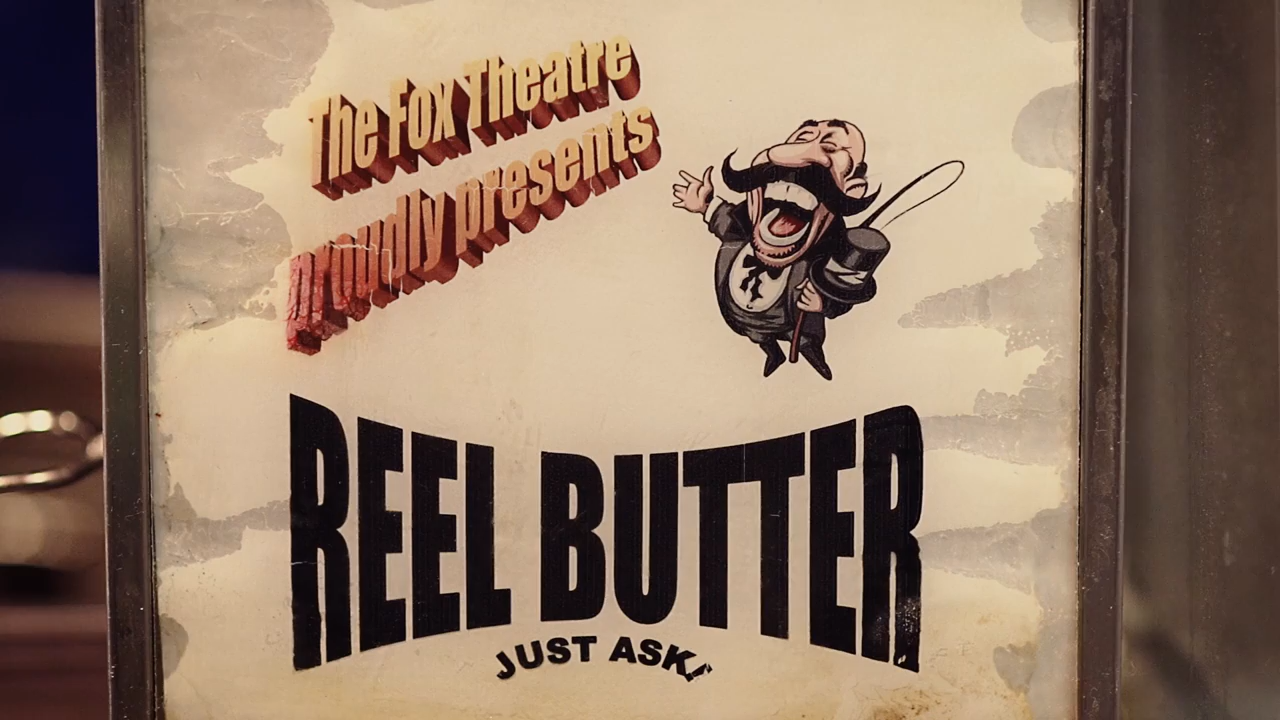 The Fox Theatre
proudly presents
REEL BUTTER
JUST ASK!